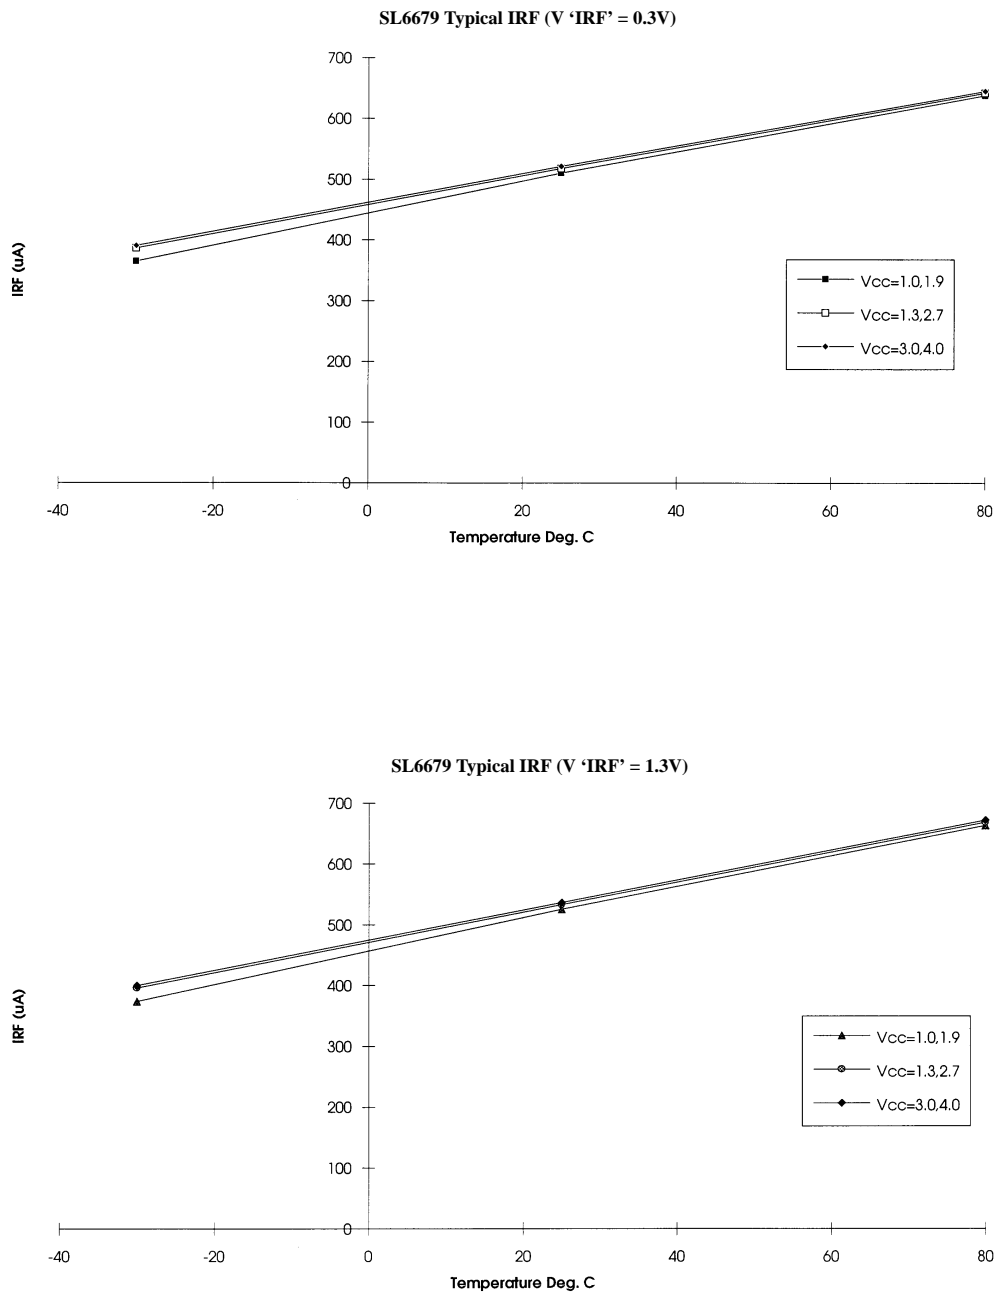 SL6679 Typical IRF (V ‘IRF’ = 0.3V)
700
600
500
400
300
200
100
0
IRF (uA)
Vcc=1.0,1.9
Vcc=1.3,2.7
Vcc=3.0,4.0
-40 -20 0 20 40 60 80
Temperature Deg. C
SL6679 Typical IRF (V ‘IRF’ = 1.3V)
700
600
500
400
300
200
100
0
IRF (uA)
Vcc=1.0,1.9
Vcc=1.3,2.7
Vcc=3.0,4.0
-40 -20 0 20 40 60 80
Temperature Deg. C